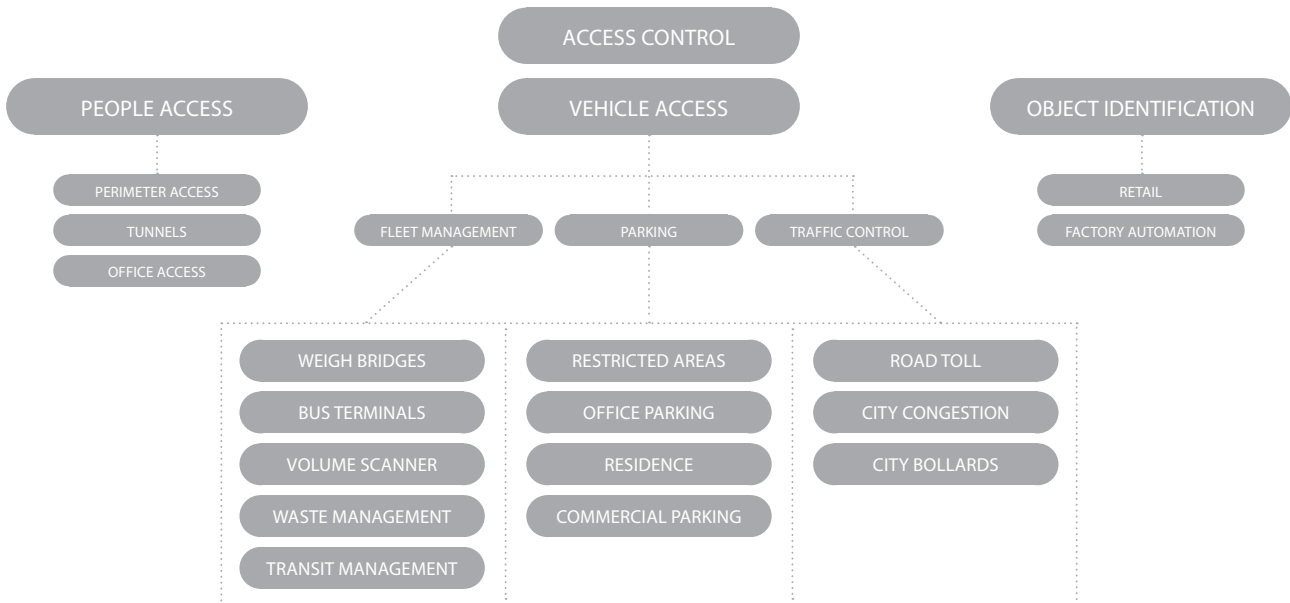 ACCESS CONTROL
PEOPLE ACCESS
VEHICLE ACCESS
OBJECT IDENTIFICATION
PERIMETER ACCESS
TUNNELS
OFFICE ACCESS
FLEET MANAGEMENT
PARKING
TRAFFIC CONTROL
RETAIL
FACTORY AUTOMATION
WEIGH BRIDGES
BUS TERMINALS
VOLUME SCANNER
WASTE MANAGEMENT
TRANSIT MANAGEMENT
RESTRICTED AREAS
OFFICE PARKING
RESIDENCE
COMMERCIAL PARKING
ROAD TOLL
CITY CONGESTION
CITY BOLLARDS